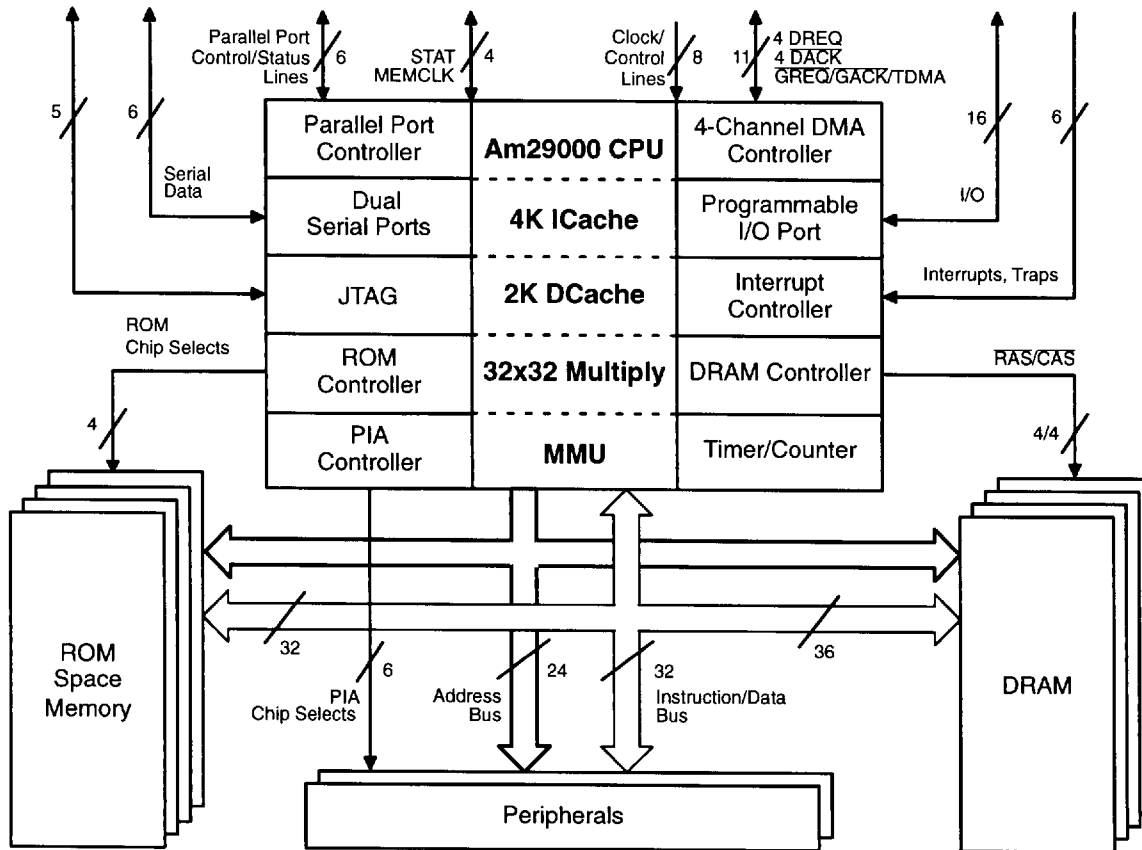 Parallel Port
Control/Status
Lines
6
STAT
MEMCLK
4
Clock/
Control
Lines
8
11
4 DREQ
4 DACK
GREQ/GACK/TDMA
5
6
Serial
Data
16
I/O
6
Interrupts, Traps
Parallel Port
Controller
Am29000 CPU
4-Channel DMA
Controller
Dual
Serial Ports
4K ICache
Programmable
I/O Port
JTAG
2K DCache
Interrupt
Controller
ROM
Chip Selects
ROM
Controller
32x32 Multiply
DRAM Controller
RAS/CAS
4
PIA
Controller
MMU
Timer/Counter
4/4
32
36
ROM
Space
Memory
6
PIA
Chip Selects
24
Address
Bus
32
Instruction/Data
Bus
DRAM
Peripherals